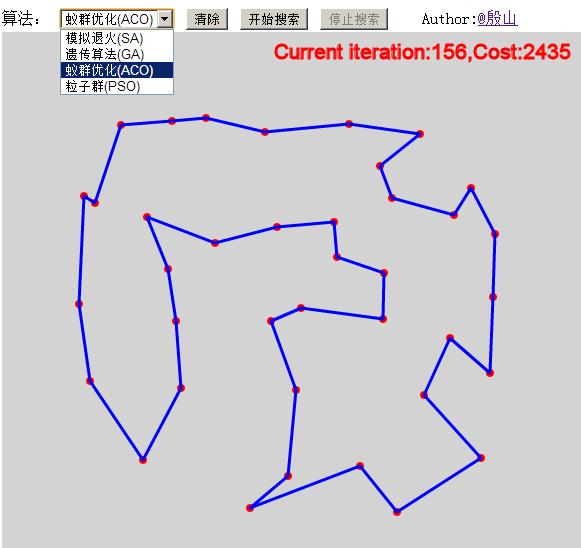 算法: 蚁群优化(ACO) 清除 开始搜索 停止搜索 Author:@殷山
模拟退火(SA)
遗传算法(GA)
蚁群优化(ACO)
粒子群(PSO)
Current iteration:156,Cost:2435